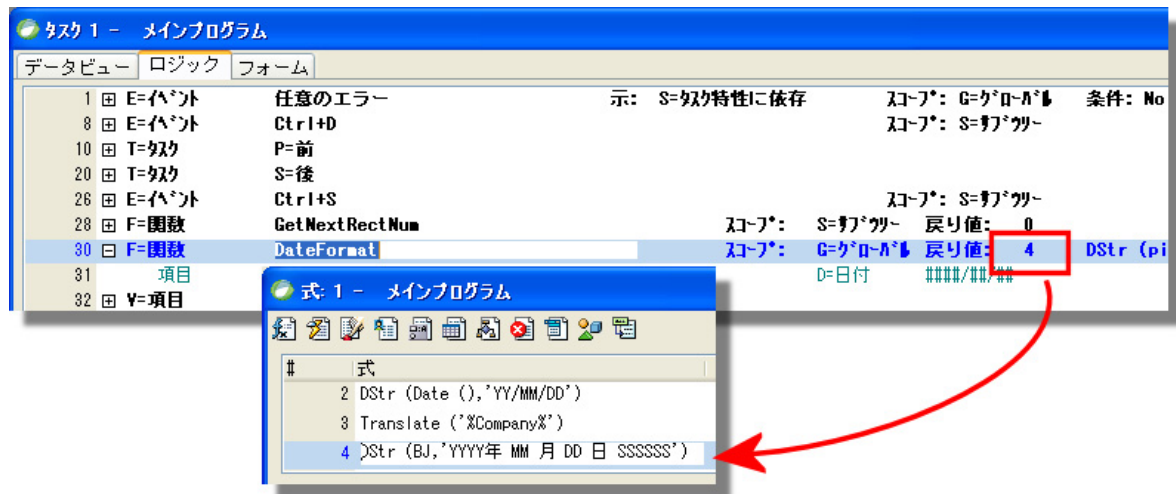 タスク 1 - メインプログラム
データビュー ロジック フォーム
1 E=イベント 任意のエラー 示: S=タスク特性に依存 スコープ: G=グローバル 条件: No
8 E=イベント Ctrl+D スコープ: S=サブツリー
10 T=タスク P=前
20 T=タスク S=後
26 E=イベント Ctrl+S スコープ: S=サブツリー
28 F=関数 GetNextRectNum スコープ: S=サブツリー 戻り値: 0
30 F=関数 DateFormat スコープ: G=グローバル 戻り値: 4 DStr (pi
31 項目 D=日付 ####/##/##
32 V=項目
式: 1 - メインプログラム
# 式
2 DStr (Date (),'YY/MM/DD')
3 Translate ('%Company%')
4 DStr (BJ,'YYYY年 MM 月 DD 日 SSSSSS')